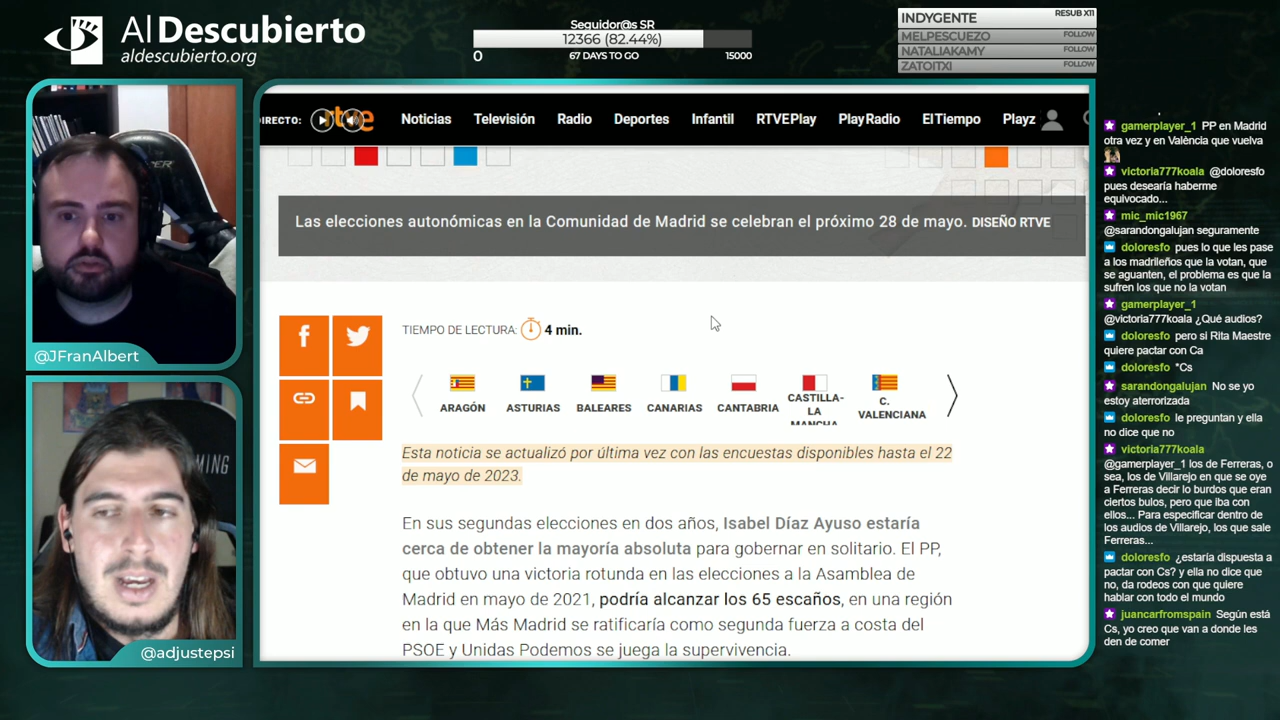 Al Descubierto
aldescubierto.org
Seguidor@s SR
12366 (82.44%)
0
67 DAYS TO GO
15000
INDYGENTE
RESUB X11
MELPESCUEZO
FOLLOW
NATALIAKAMY
FOLLOW
ZATOITXI
FOLLOW
@JFranAlbert
@adjustepsi
DIRECTO:
rtve
Noticias
Televisión
Radio
Deportes
Infantil
RTVEPlay
PlayRadio
ElTiempo
Playz
Las elecciones autonómicas en la Comunidad de Madrid se celebran el próximo 28 de mayo. DISEÑO RTVE
TIEMPO DE LECTURA:
4 min.
ARAGÓN
ASTURIAS
BALEARES
CANARIAS
CANTABRIA
CASTILLA-
LA
MANCHA
C.
VALENCIANA
Esta noticia se actualizó por última vez con las encuestas disponibles hasta el 22
de mayo de 2023.
En sus segundas elecciones en dos años, Isabel Díaz Ayuso estaría
cerca de obtener la mayoría absoluta para gobernar en solitario. El PP,
que obtuvo una victoria rotunda en las elecciones a la Asamblea de
Madrid en mayo de 2021, podría alcanzar los 65 escaños, en una región
en la que Más Madrid se ratificaría como segunda fuerza a costa del
PSOE y Unidas Podemos se juega la supervivencia.
gamerplayer_1 PP en Madrid
otra vez y en València que vuelva
victoria777koala @doloresfo
pues desearía haberme
equivocado...
mic_mic1967
@sarandongalujan seguramente
doloresfo pues lo que les pase
a los madrileños que la votan, que
se aguanten, el problema es que la
sufren los que no la votan
gamerplayer_1
@victoria777koala ¿Qué audios?
doloresfo pero si Rita Maestre
quiere pactar con Ca
doloresfo *Cs
sarandongalujan No se yo
estoy aterrorizada
doloresfo le preguntan y ella
no dice que no
victoria777koala
@gamerplayer_1 los de Ferreras, o
sea, los de Villarejo en que se oye
a Ferreras decir lo burdos que eran
ciertos bulos, pero que iba con
ellos... Para especificar dentro de
los audios de Villarejo, los que sale
Ferreras...
doloresfo ¿estaría dispuesta a
pactar con Cs? y ella no dice que
no, da rodeos con que quiere
hablar con todo el mundo
juancarfromspain Según está
Cs, yo creo que van a donde les
den de comer